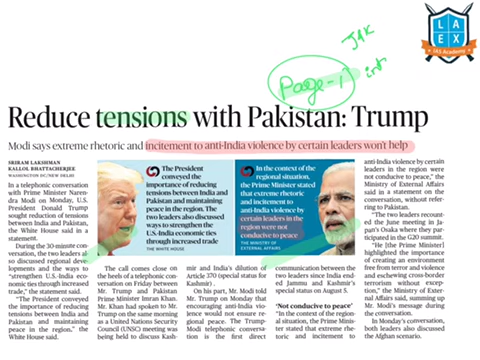 LAEX
IAS Academy
J&K
Page-1
int
Reduce tensions with Pakistan: Trump
Modi says extreme rhetoric and incitement to anti-India violence by certain leaders won't help
SRIRAM LAKSHMAN
KALLOL BHATTACHERJEE
WASHINGTON DC/NEW DELHI
In a telephonic conversation
with Prime Minister Naren-
dra Modi on Monday, U.S.
President Donald Trump
sought reduction of tensions
between India and Pakistan,
the White House said in a
statement.
During the 30-minute con-
versation, the two leaders al-
so discussed regional deve-
lopments and the ways to
"strengthen the U.S.-India ec-
onomic ties through increased
trade," the statement said.
"The President conveyed
the importance of reducing
tensions between India and
Pakistan and maintaining
peace in the region," the
White House said.
The President
conveyed the
importance of reducing
tensions between India
and Pakistan and
maintaining peace
in the region. The
two leaders also
discussed ways to
strengthen the
U.S.-India economics
ties through
increased trade
THE WHITE HOUSE
In the context of the
regional situation,
the Prime Minister stated
that extreme rhetoric
and incitement
to anti-India
violence by
certain leaders in
the region were
not conducive to
peace
THE MINISTRY OF
EXTERNAL AFFAIRS
The call comes close on
the heels of a telephonic con-
versation on Friday between
Mr. Trump and Pakistan
Prime Minister Imran Khan.
Mr. Khan had spoken to Mr.
Trump on the same morning
as a United Nations Security
Council (UNSC) meeting was
being held to discuss Kash-
mir and India's dilution of
Article 370 (special status for
Kashmir) .
On his part, Mr. Modi told
Mr. Trump on Monday that
encouraging anti-India vio-
lence would not ensure re-
gional peace. The Trump-
Modi telephonic conversa-
tion is the first direct
communication between the
two leaders since India end-
ed Jammu and Kashmir's
special status on August 5.
'Not conducive to peace'
"In the context of the region-
al situation, the Prime Minis-
ter stated that extreme rhe-
toric and incitement to
anti-India violence by certain
leaders in the region were
not conducive to peace," the
Ministry of External Affairs
said in a statement on the
conversation, without refer-
ring to Pakistan.
"The two leaders recount-
ed the June meeting in Ja-
pan's Osaka where they par-
ticipated in the G20 summit.
"He [the Prime Minister]
highlighted the importance
of creating an environment
free from terror and violence
and eschewing cross-border
terrorism without excep-
tion," the Ministry of Exter-
nal Affairs said, summing up
Mr. Modi's message during
the conversation.
In Monday's conversation,
both leaders also discussed
the Afghan scenario.